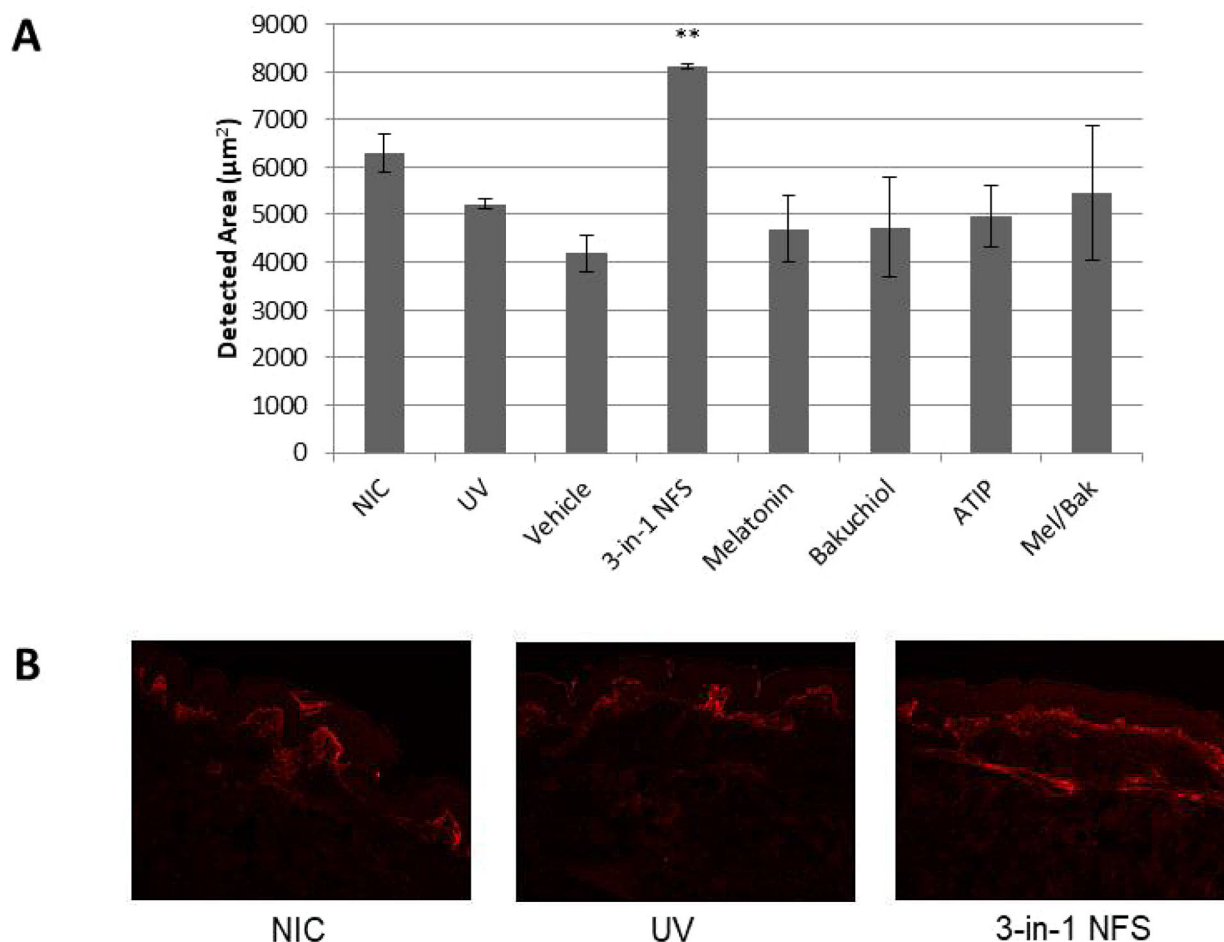 A
Detected Area (µm²)
9000
8000
7000
6000
5000
4000
3000
2000
1000
0
**
NIC
UV
Vehicle
3-in-1 NFS
Melatonin
Bakuchiol
ATIP
Mel/Bak
B
NIC
UV
3-in-1 NFS